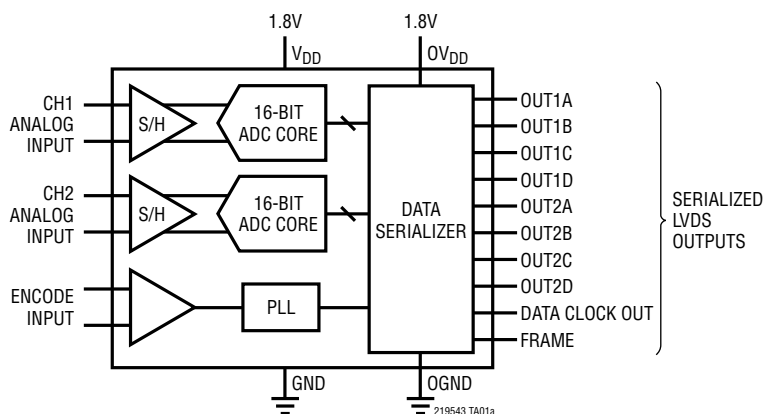 1.8V
1.8V
VDD
OVDD
CH1
ANALOG
INPUT
S/H
16-BIT
ADC CORE
CH2
ANALOG
INPUT
S/H
16-BIT
ADC CORE
ENCODE
INPUT
PLL
DATA
SERIALIZER
OUT1A
OUT1B
OUT1C
OUT1D
OUT2A
OUT2B
OUT2C
OUT2D
DATA CLOCK OUT
FRAME
SERIALIZED
LVDS
OUTPUTS
GND
OGND
219543 TA01a